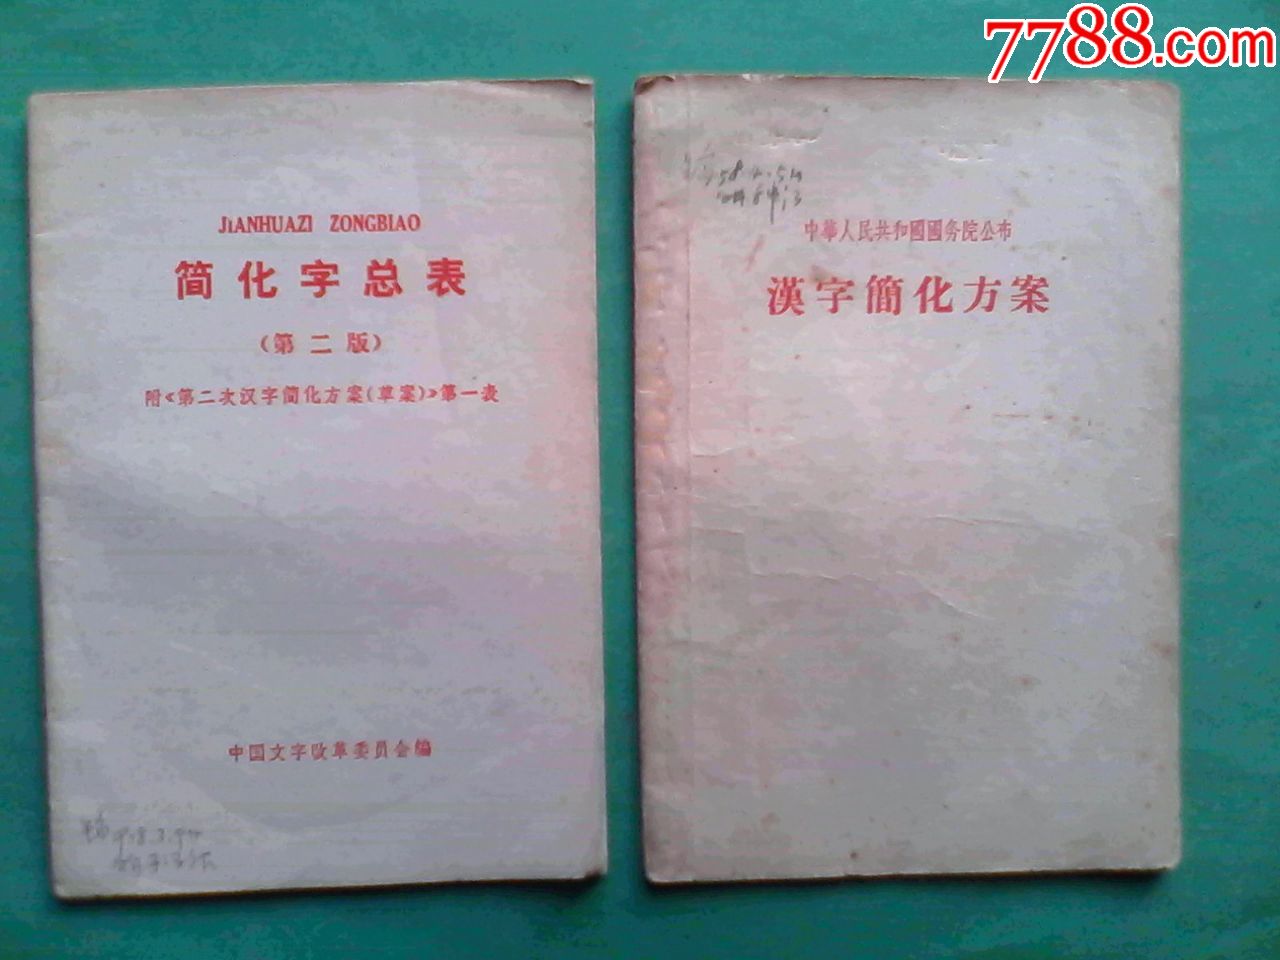 7788.com
JIANHUAZI ZONGBIAO
简化字总表
（第二版）
附《第二次汉字简化方案(草案)》第一表
中国文字改革委员会编
中華人民共和國國务院公布
漢字簡化方案